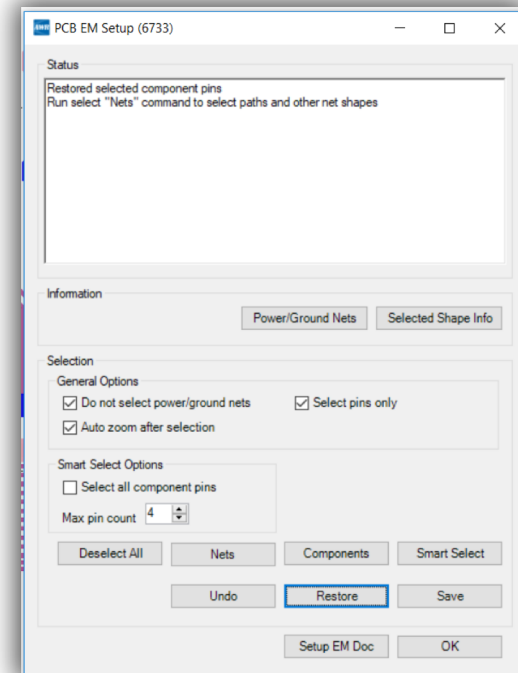 AWR PCB EM Setup (6733)
Status
Restored selected component pins
Run select "Nets" command to select paths and other net shapes
Information
Power/Ground Nets Selected Shape Info
Selection
General Options
Do not select power/ground nets Select pins only
Auto zoom after selection
Smart Select Options
Select all component pins
Max pin count 4
Deselect All Nets Components Smart Select
Undo Restore Save
Setup EM Doc OK